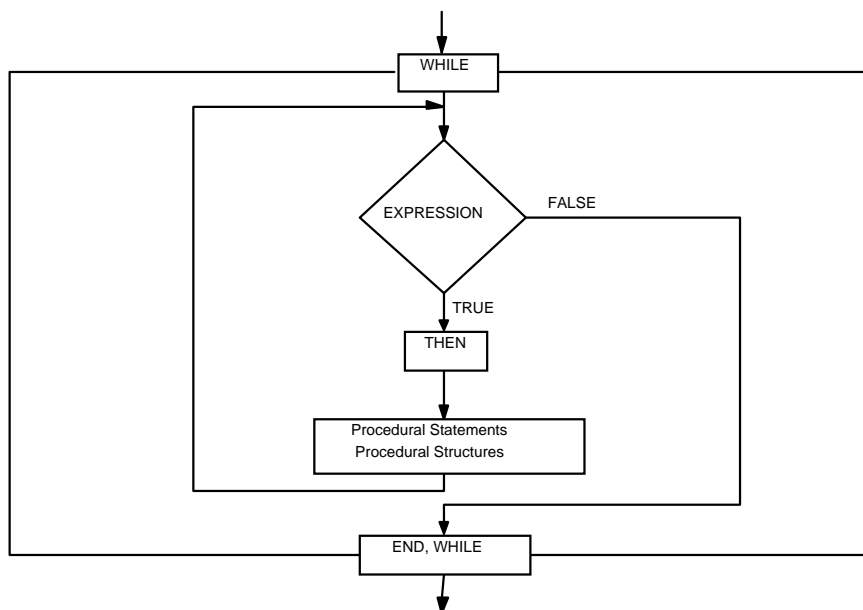 WHILE
EXPRESSION
FALSE
TRUE
THEN
Procedural Statements
Procedural Structures
END, WHILE